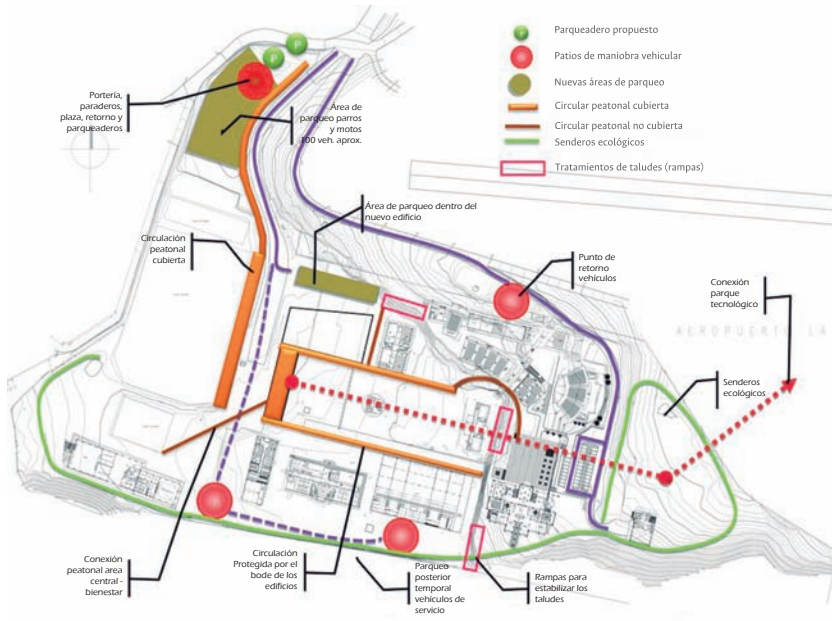 Parqueadero propuesto
Patios de maniobra vehicular
Nuevas áreas de parqueo
Circular peatonal cubierta
Circular peatonal no cubierta
Senderos ecológicos
Tratamientos de taludes (rampas)
P
P
Portería,
paraderos,
plaza, retorno y
parqueaderos
Área de
parqueo parros
y motos
100 veh. aprox.
Área de parqueo dentro del
nuevo edificio
Circulación
peatonal
cubierta
Punto de
retorno
vehículos
Conexión
parque
tecnológico
AEROPUERTO LA
Senderos
ecológicos
Conexión
peatonal area
central -
bienestar
Circulación
Protegida por el
bode de los
edificios
Parqueo
posterior
temporal
vehículos de
servicio
Rampas para
estabilizar los
taludes